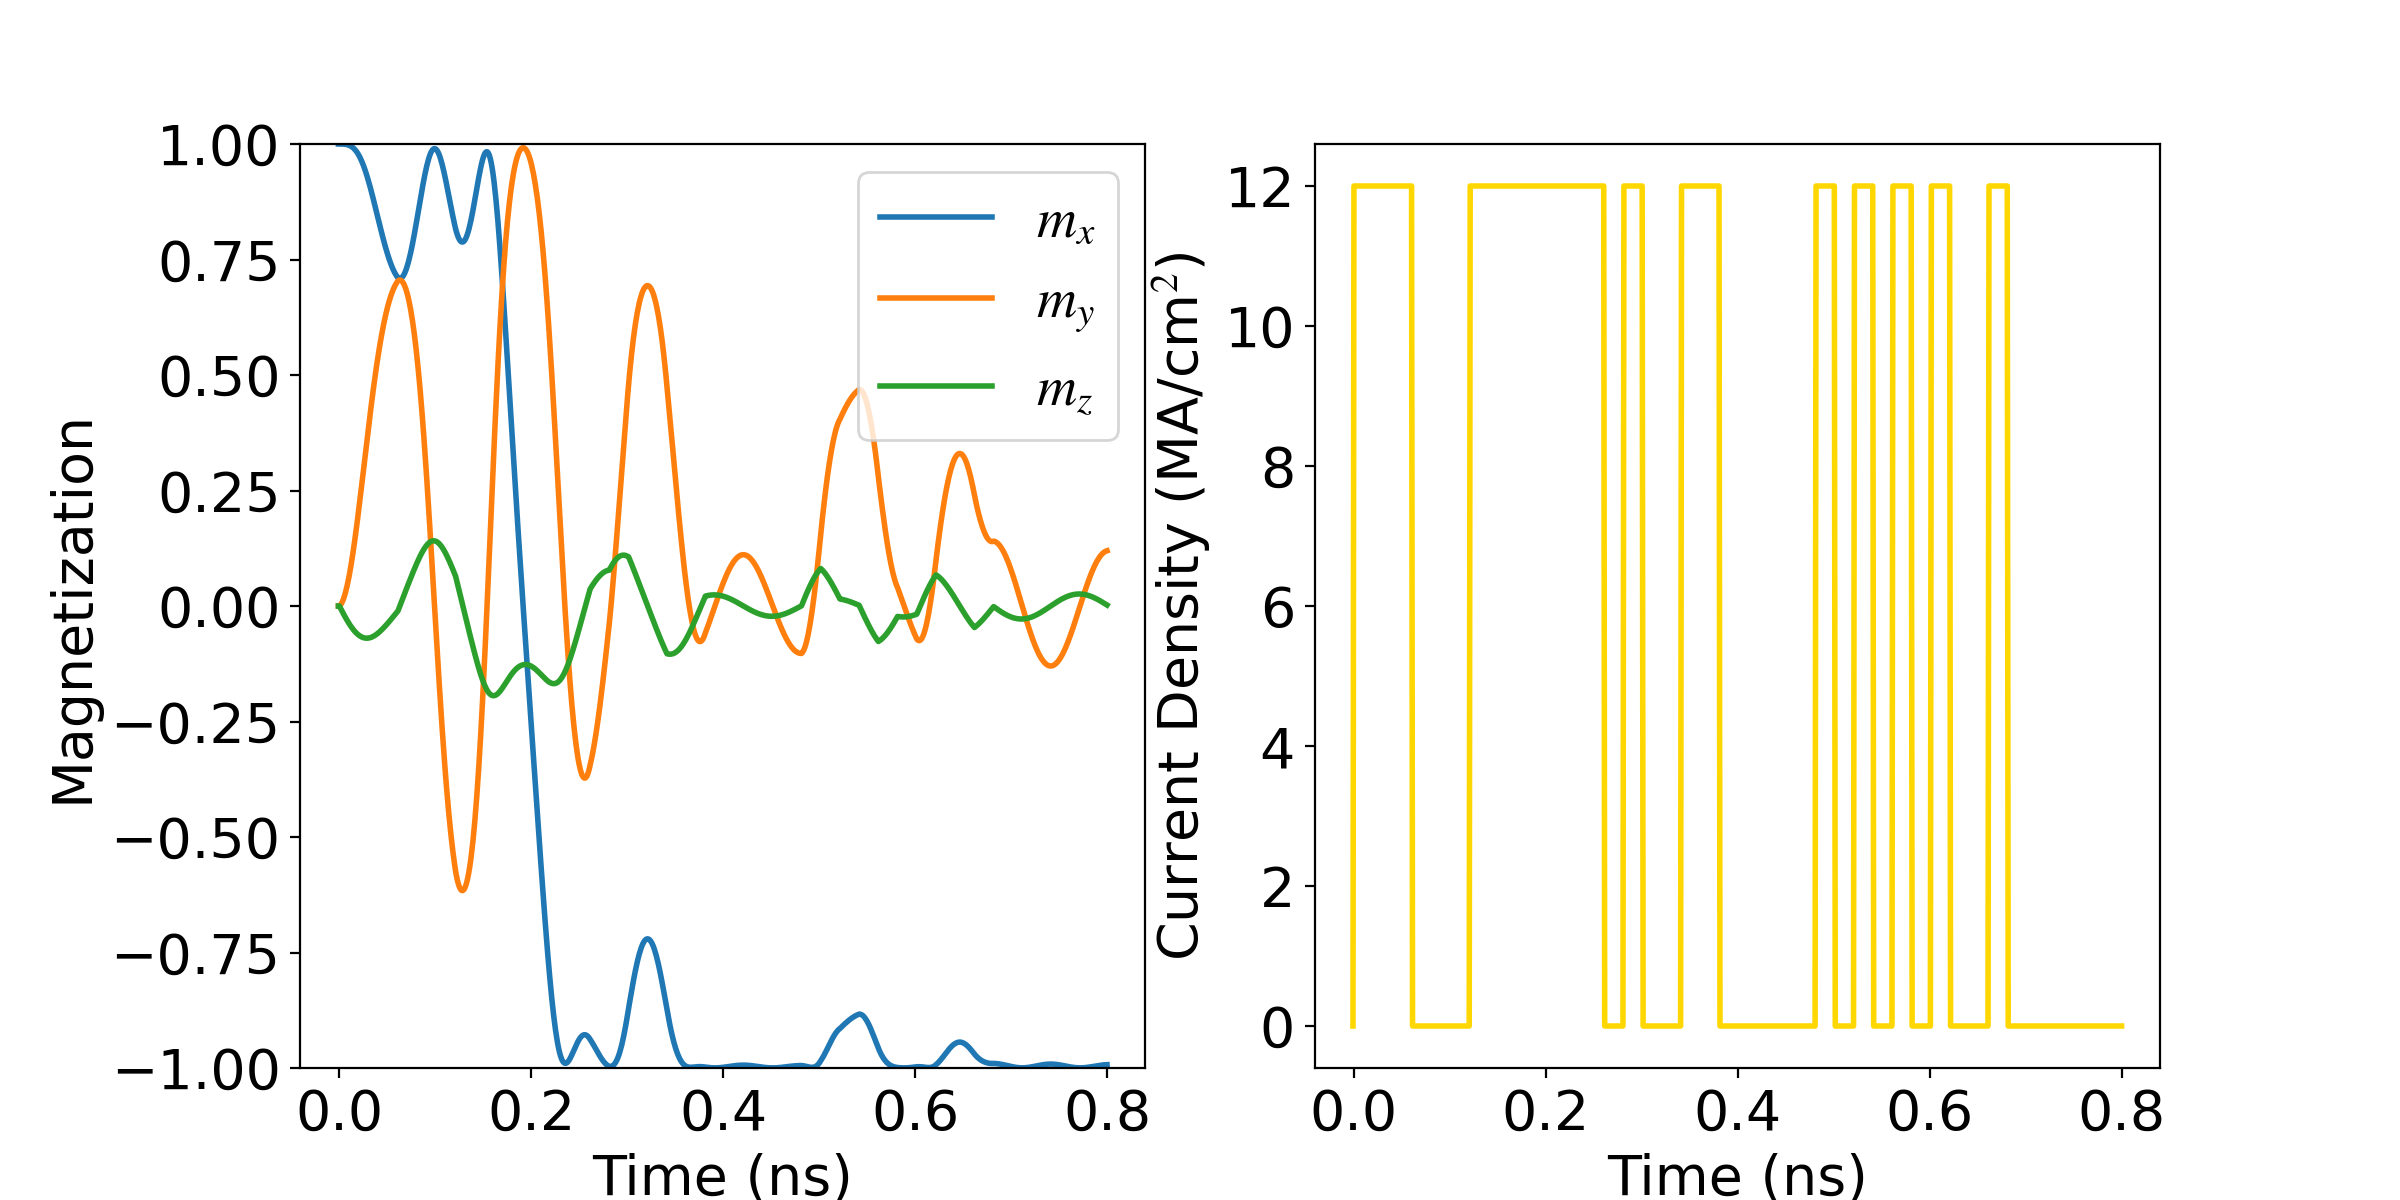 1.00
0.75
0.50
0.25
0.00
−0.25
−0.50
−0.75
−1.00
Magnetization
0.0 0.2 0.4 0.6 0.8
Time (ns)
m_x
m_y
m_z
12
10
8
6
4
2
0
Current Density (MA/cm²)
0.0 0.2 0.4 0.6 0.8
Time (ns)